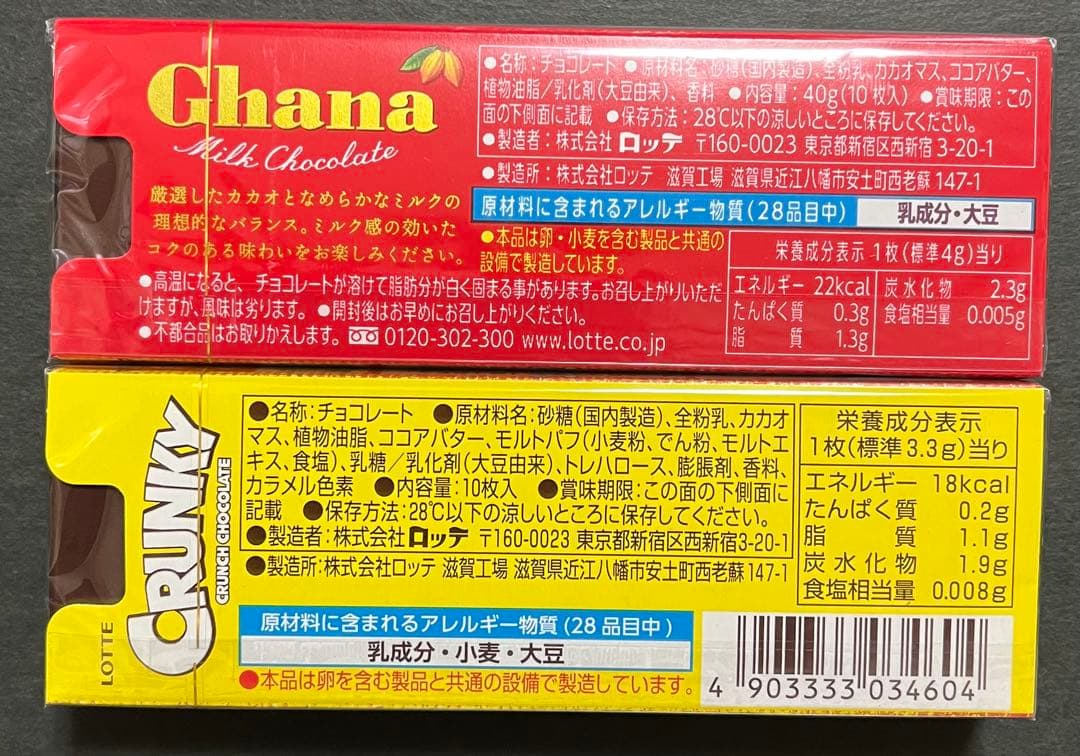 Ghana
Milk Chocolate
厳選したカカオとなめらかなミルクの
理想的なバランス。ミルク感の効いた
コクのある味わいをお楽しみください。
●高温になると、チョコレートが溶けて脂肪分が白く固まる事があります。お召し上がりいただ
けますが、風味は劣ります。 ●開封後はお早めにお召し上がりください。
●不都合品はお取りかえします。 0120-302-300 www.lotte.co.jp
●名称：チョコレート ●原材料名：砂糖(国内製造)、全粉乳、カカオマス、ココアバター、
植物油脂／乳化剤(大豆由来)、香料 ●内容量：40g(10枚入) ●賞味期限：この
面の下側面に記載 ●保存方法：28℃以下の涼しいところに保存してください。
●製造者：株式会社ロッテ 〒160-0023 東京都新宿区西新宿 3-20-1
●製造所：株式会社ロッテ 滋賀工場 滋賀県近江八幡市安土町西老蘇 147-1
原材料に含まれるアレルギー物質(28品目中) 乳成分・大豆
●本品は卵・小麦を含む製品と共通の
設備で製造しています。
栄養成分表示 1枚(標準4g)当り
エネルギー 22kcal 炭水化物 2.3g
たんぱく質 0.3g 食塩相当量 0.005g
脂質 1.3g
LOTTE
CRUNKY
CRUNCH CHOCOLATE
●名称：チョコレート ●原材料名：砂糖(国内製造)、全粉乳、カカオ
マス、植物油脂、ココアバター、モルトパフ(小麦粉、でん粉、モルトエ
キス、食塩)、乳糖／乳化剤(大豆由来)、トレハロース、膨脹剤、香料、
カラメル色素 ●内容量：10枚入 ●賞味期限：この面の下側面に
記載 ●保存方法：28℃以下の涼しいところに保存してください。
●製造者：株式会社ロッテ 〒160-0023 東京都新宿区西新宿3-20-1
●製造所：株式会社ロッテ 滋賀工場 滋賀県近江八幡市安土町西老蘇 147-1
原材料に含まれるアレルギー物質(28品目中)
乳成分・小麦・大豆
●本品は卵を含む製品と共通の設備で製造しています。
栄養成分表示
1枚(標準3.3g)当り
エネルギー 18kcal
たんぱく質 0.2g
脂質 1.1g
炭水化物 1.9g
食塩相当量 0.008g
4 903333 034604